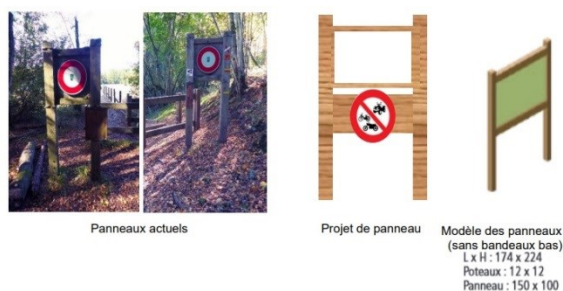 Panneaux actuels
Projet de panneau
Modèle des panneaux
(sans bandeaux bas)
L x H : 174 x 224
Poteaux : 12 x 12
Panneau : 150 x 100